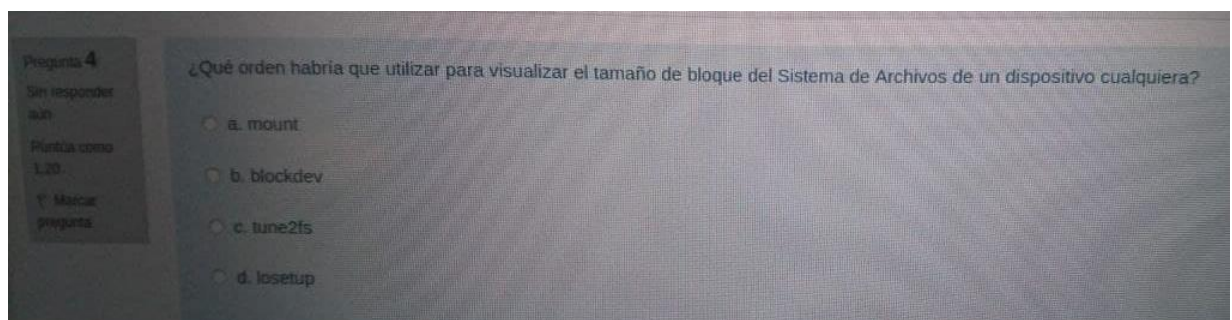 Pregunta 4
Sin responder
aún
Puntúa como
1,20
Marcar
pregunta
¿Qué orden habría que utilizar para visualizar el tamaño de bloque del Sistema de Archivos de un dispositivo cualquiera?
a. mount
b. blockdev
c. tune2fs
d. losetup